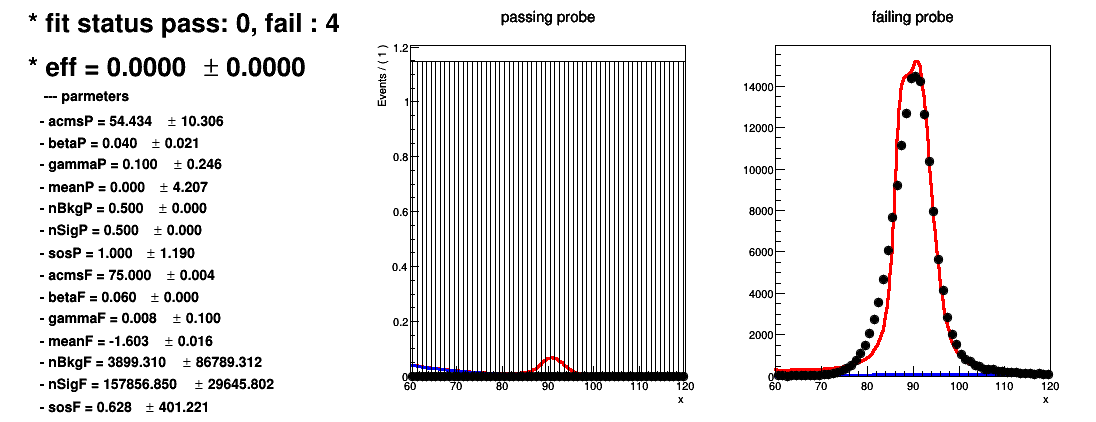 * fit status pass: 0, fail : 4
* eff = 0.0000 ± 0.0000
--- parmeters
- acmsP = 54.434 ± 10.306
- betaP = 0.040 ± 0.021
- gammaP = 0.100 ± 0.246
- meanP = 0.000 ± 4.207
- nBkgP = 0.500 ± 0.000
- nSigP = 0.500 ± 0.000
- sosP = 1.000 ± 1.190
- acmsF = 75.000 ± 0.004
- betaF = 0.060 ± 0.000
- gammaF = 0.008 ± 0.100
- meanF = -1.603 ± 0.016
- nBkgF = 3899.310 ± 86789.312
- nSigF = 157856.850 ± 29645.802
- sosF = 0.628 ± 401.221
passing probe
Events / ( 1 )
1.2
1
0.8
0.6
0.4
0.2
0
60 70 80 90 100 110 120
x
failing probe
14000
12000
10000
8000
6000
4000
2000
0
60 70 80 90 100 110 120
x